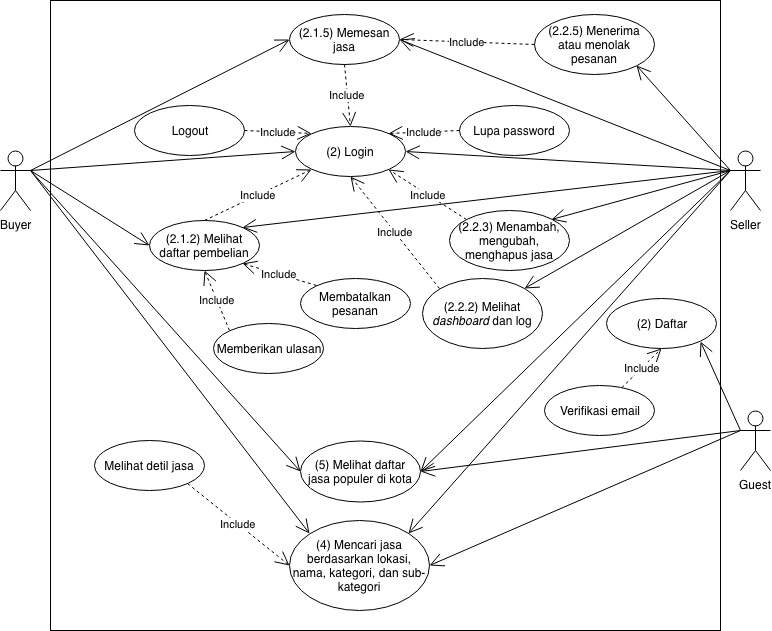 (2.1.5) Memesan
jasa
(2.2.5) Menerima
atau menolak
pesanan
Include
Include
Logout
Include
Include
Lupa password
(2) Login
Buyer
Seller
Include
Include
(2.1.2) Melihat
daftar pembelian
(2.2.3) Menambah,
mengubah,
menghapus jasa
Include
Include
Include
Membatalkan
pesanan
(2.2.2) Melihat
dashboard dan log
(2) Daftar
Memberikan ulasan
Include
Verifikasi email
Guest
Melihat detil jasa
(5) Melihat daftar
jasa populer di kota
Include
(4) Mencari jasa
berdasarkan lokasi,
nama, kategori, dan sub-
kategori